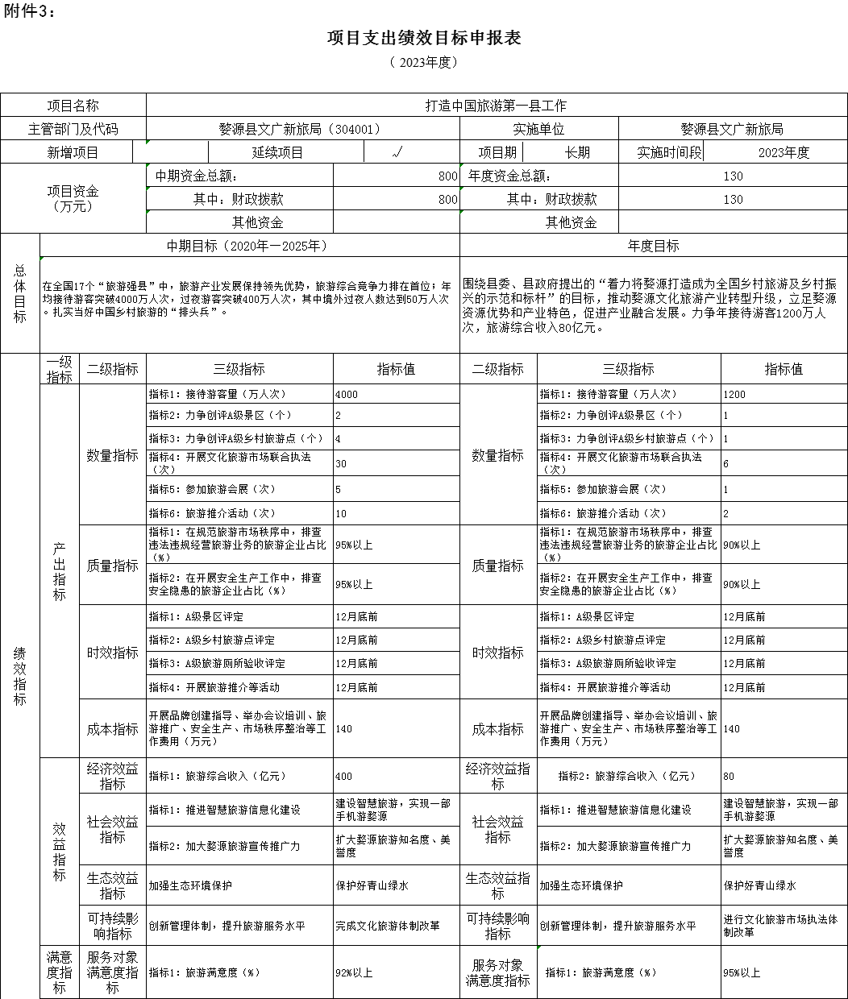 附件3：
项目支出绩效目标申报表
（ 2023年度）
项目名称 打造中国旅游第一县工作
主管部门及代码 婺源县文广新旅局（304001） 实施单位 婺源县文广新旅局
新增项目 延续项目 √ 项目期 长期 实施时间段 2023年度
项目资金
（万元）
中期资金总额： 800 年度资金总额： 130
其中：财政拨款 800 其中：财政拨款 130
其他资金 其他资金
总体目标
中期目标（2020年—2025年） 年度目标
在全国17个“旅游强县”中，旅游产业发展保持领先优势，旅游综合竞争力排在首位；年
均接待游客突破4000万人次，过夜游客突破400万人次，其中境外过夜人数达到50万人次
。扎实当好中国乡村旅游的“排头兵”。
围绕县委、县政府提出的“着力将婺源打造成为全国乡村旅游及乡村振
兴的示范和标杆”的目标，推动婺源文化旅游产业转型升级，立足婺源
资源优势和产业特色，促进产业融合发展。力争年接待游客1200万人
次，旅游综合收入80亿元。
绩效指标
一级
指标
二级指标 三级指标 指标值 二级指标 三级指标 指标值
产出指标
数量指标
指标1：接待游客量（万人次） 4000
指标2：力争创评A级景区（个） 2
指标3：力争创评A级乡村旅游点（个） 4
指标4：开展文化旅游市场联合执法
（次）
30
指标5：参加旅游会展（次） 5
指标6：旅游推介活动（次） 10
数量指标
指标1：接待游客量（万人次） 1200
指标2：力争创评A级景区（个） 1
指标3：力争创评A级乡村旅游点（个） 1
指标4：开展文化旅游市场联合执法
（次）
6
指标5：参加旅游会展（次） 1
指标6：旅游推介活动（次） 2
质量指标
指标1：在规范旅游市场秩序中，排查
违法违规经营旅游业务的旅游企业占比
（%）
95%以上
指标2：在开展安全生产工作中，排查
安全隐患的旅游企业占比（%）
95%以上
质量指标
指标1：在规范旅游市场秩序中，排查
违法违规经营旅游业务的旅游企业占比
（%）
90%以上
指标2：在开展安全生产工作中，排查
安全隐患的旅游企业占比（%）
90%以上
时效指标
指标1：A级景区评定 12月底前
指标2：A级乡村旅游点评定 12月底前
指标3：A级旅游厕所验收评定 12月底前
指标4：开展旅游推介等活动 12月底前
时效指标
指标1：A级景区评定 12月底前
指标2：A级乡村旅游点评定 12月底前
指标3：A级旅游厕所验收评定 12月底前
指标4：开展旅游推介等活动 12月底前
成本指标
开展品牌创建指导、举办会议培训、旅
游推广、安全生产、市场秩序整治等工
作费用（万元）
140
成本指标
开展品牌创建指导、举办会议培训、旅
游推广、安全生产、市场秩序整治等工
作费用（万元）
140
效益指标
经济效益
指标
指标1：旅游综合收入（亿元） 400
经济效益指
标
指标2：旅游综合收入（亿元） 80
社会效益
指标
指标1：推进智慧旅游信息化建设
建设智慧旅游，实现一部
手机游婺源
指标2：加大婺源旅游宣传推广力
扩大婺源旅游知名度、美
誉度
社会效益
指标
指标1：推进智慧旅游信息化建设
建设智慧旅游，实现一部
手机游婺源
指标2：加大婺源旅游宣传推广力
扩大婺源旅游知名度、美
誉度
生态效益
指标
加强生态环境保护 保护好青山绿水
生态效益指
标
加强生态环境保护 保护好青山绿水
可持续影
响指标
创新管理体制，提升旅游服务水平 完成文化旅游体制改革
可持续影响
指标
创新管理体制，提升旅游服务水平
进行文化旅游市场执法体
制改革
满意
度指
标
服务对象
满意度指
标
指标1：旅游满意度（%） 92%以上
服务对象
满意度指标
指标1：旅游满意度（%） 95%以上